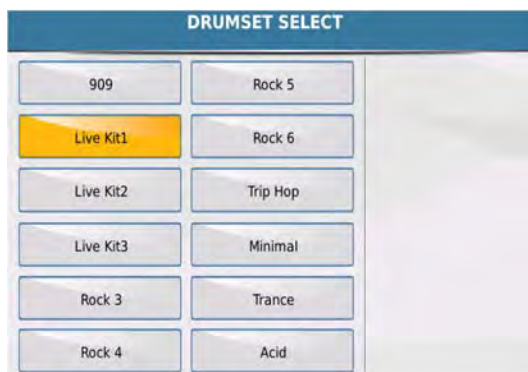 DRUMSET SELECT
909
Live Kit1
Live Kit2
Live Kit3
Rock 3
Rock 4
Rock 5
Rock 6
Trip Hop
Minimal
Trance
Acid